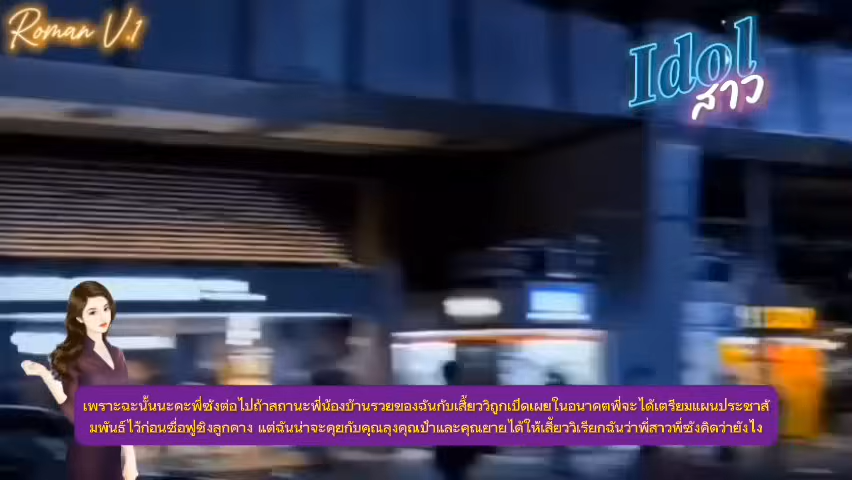 Roman V.1
Idol
สาว
เพราะฉะนั้นนะคะพี่ซังต่อไปถ้าสถานะพี่น้องบ้านรวยของฉันกับเสี้ยววิถูกเปิดเผยในอนาคตพี่จะได้เตรียมแผนประชาสั
มพันธ์ไว้ก่อนซื่อฟูชิงลูกคาง แต่ฉันน่าจะคุยกับคุณลุงคุณป้าและคุณยายได้ให้เสี้ยววิเรียกฉันว่าพี่สาวพี่ซังคิดว่ายังไง